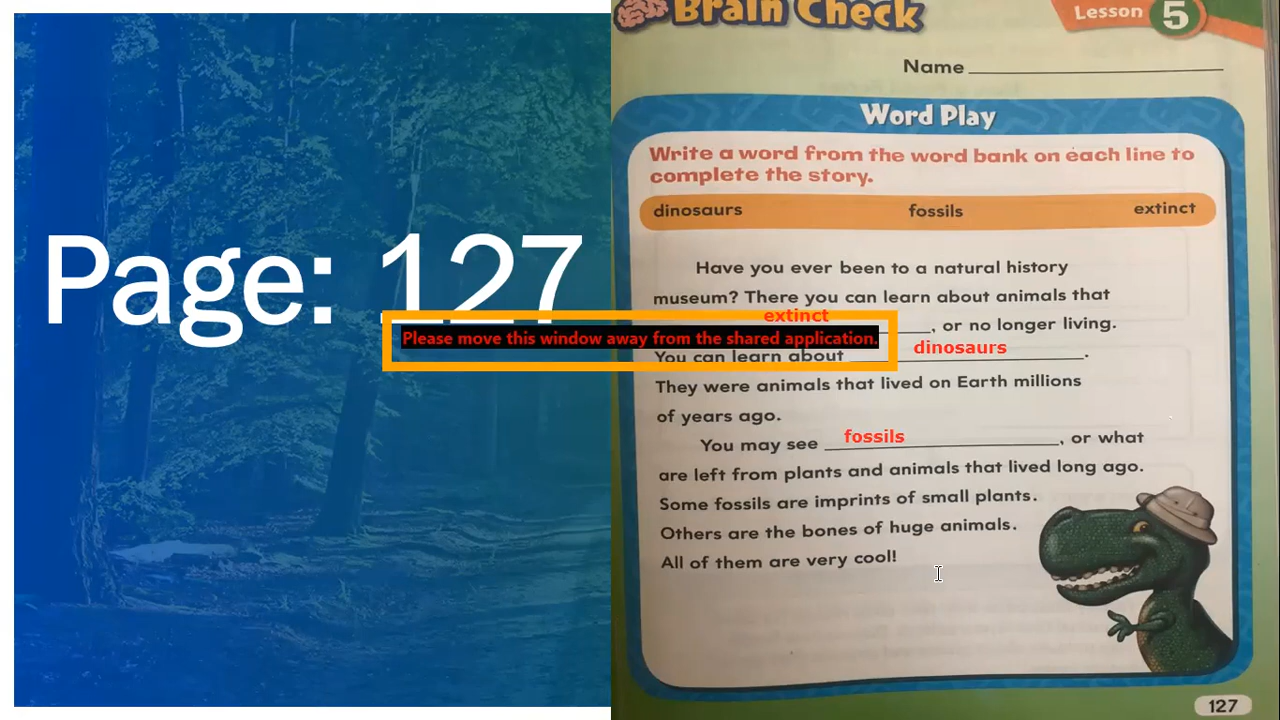 Page: 127
Please move this window away from the shared application.
Brain Check
Lesson 5
Name
Word Play
Write a word from the word bank on each line to
complete the story.
dinosaurs fossils extinct
Have you ever been to a natural history
museum? There you can learn about animals that
extinct, or no longer living.
You can learn about dinosaurs.
They were animals that lived on Earth millions
of years ago.
You may see fossils, or what
are left from plants and animals that lived long ago.
Some fossils are imprints of small plants.
Others are the bones of huge animals.
All of them are very cool!
127